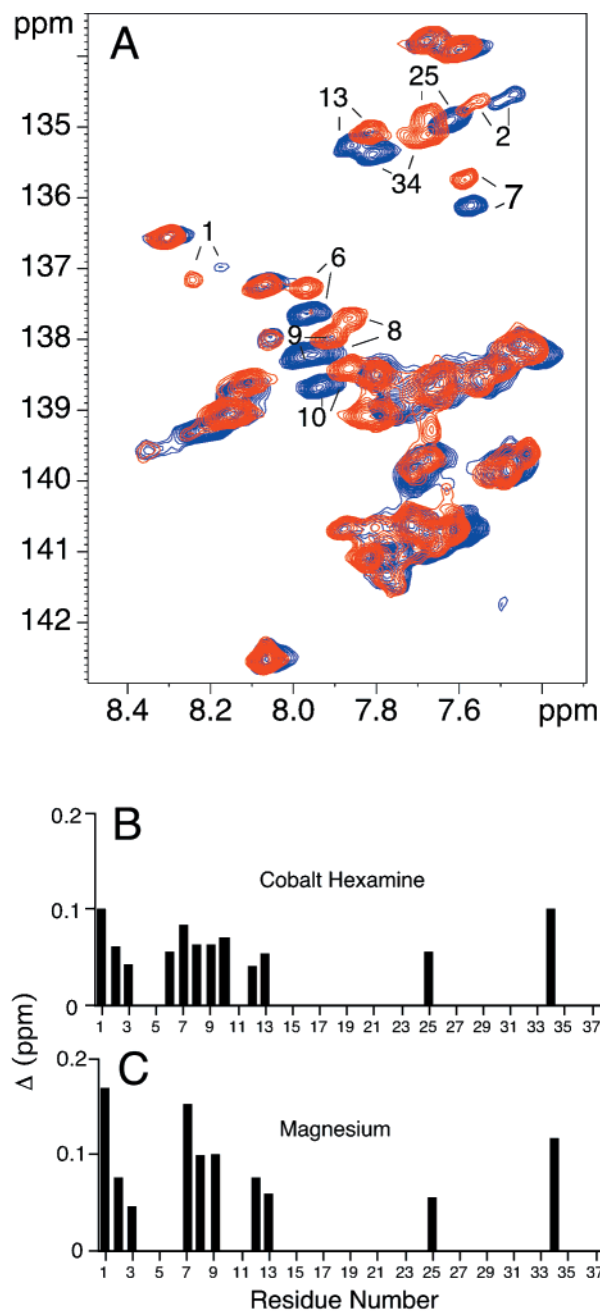 ppm
A
135
136
137
138
139
140
141
142
13
25
2
34
7
1
6
9
8
10
8.4 8.2 8.0 7.8 7.6 ppm
B
Cobalt Hexamine
0.2
0.1
0
1 3 5 7 9 11 13 15 17 19 21 23 25 27 29 31 33 35 37
Δ (ppm)
C
Magnesium
0.2
0.1
0
1 3 5 7 9 11 13 15 17 19 21 23 25 27 29 31 33 35 37
Residue Number